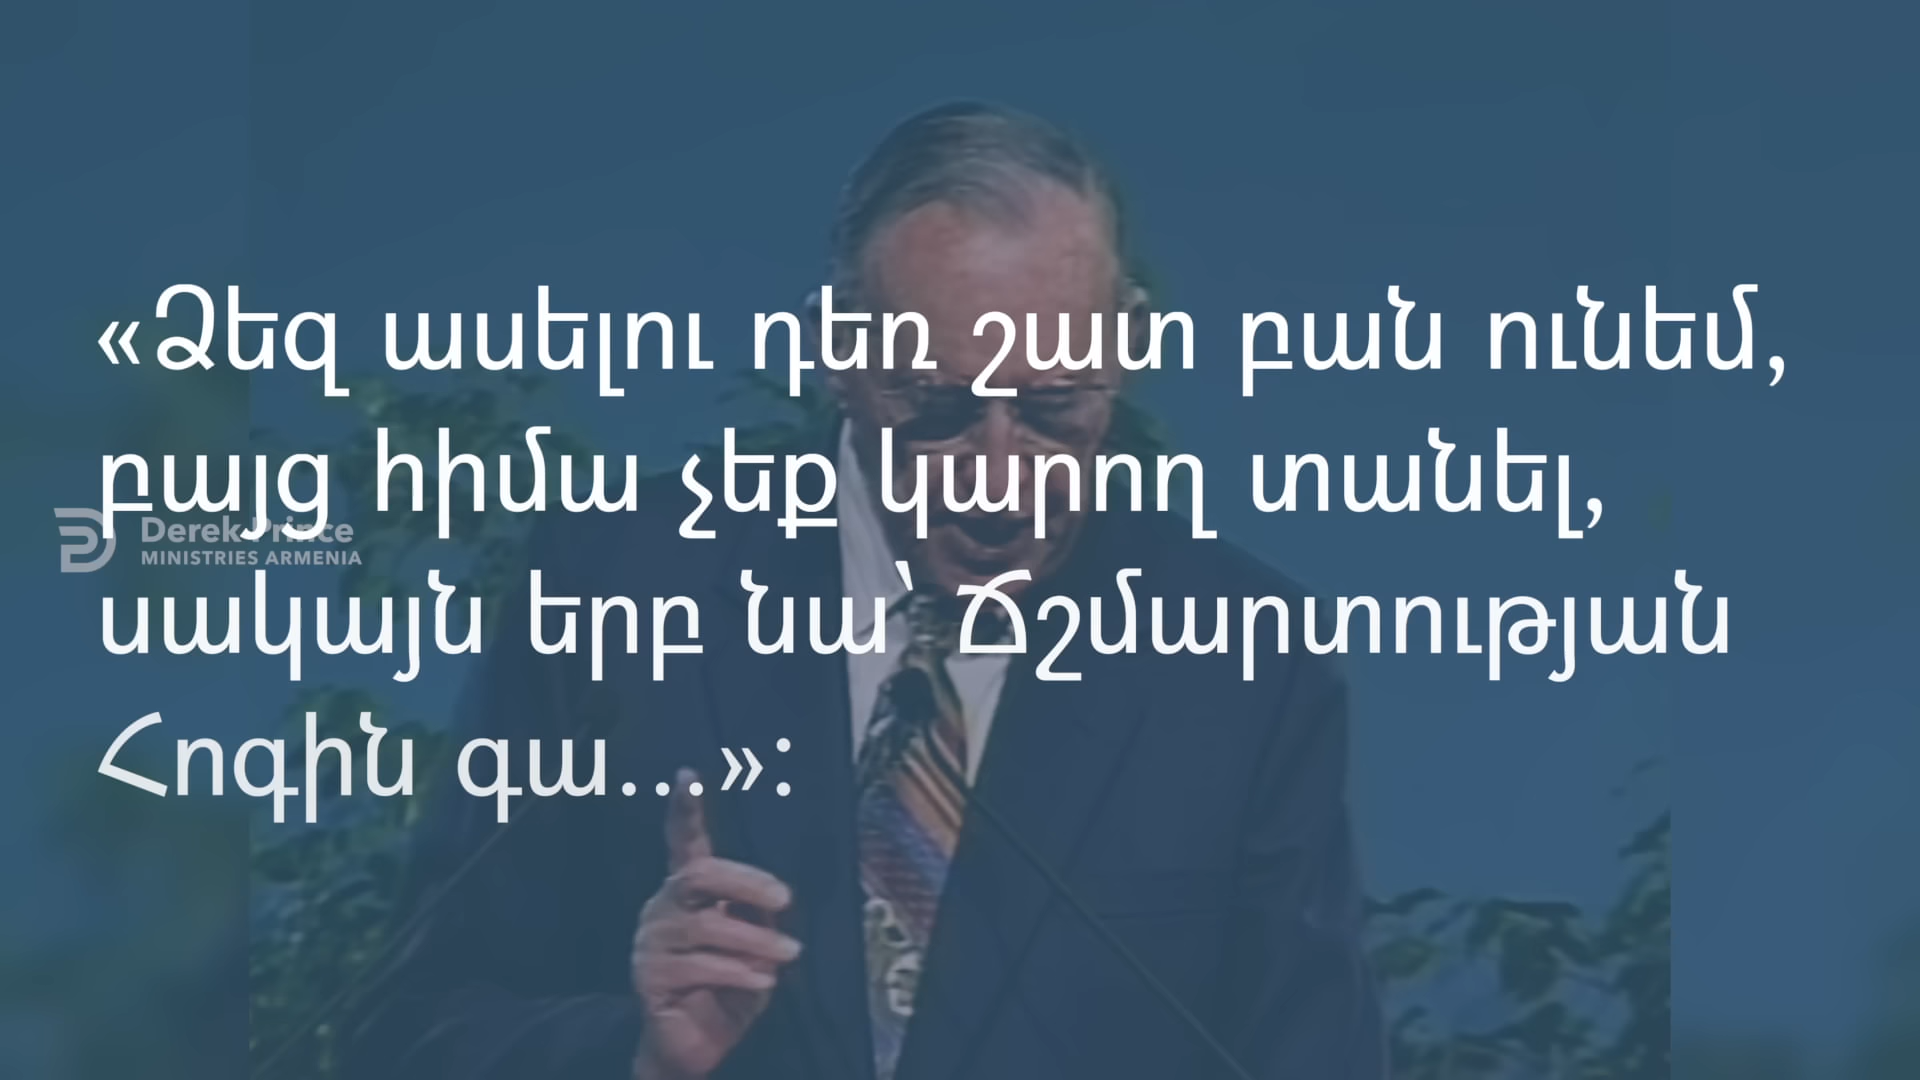 «Ձեզ ասելու դեռ շատ բան ունեմ,
բայց հիմա չեք կարող տանել,
Derek Prince
MINISTRIES ARMENIA
սակայն երբ նա՝ Ճշմարտության
Հոգին գա...»: